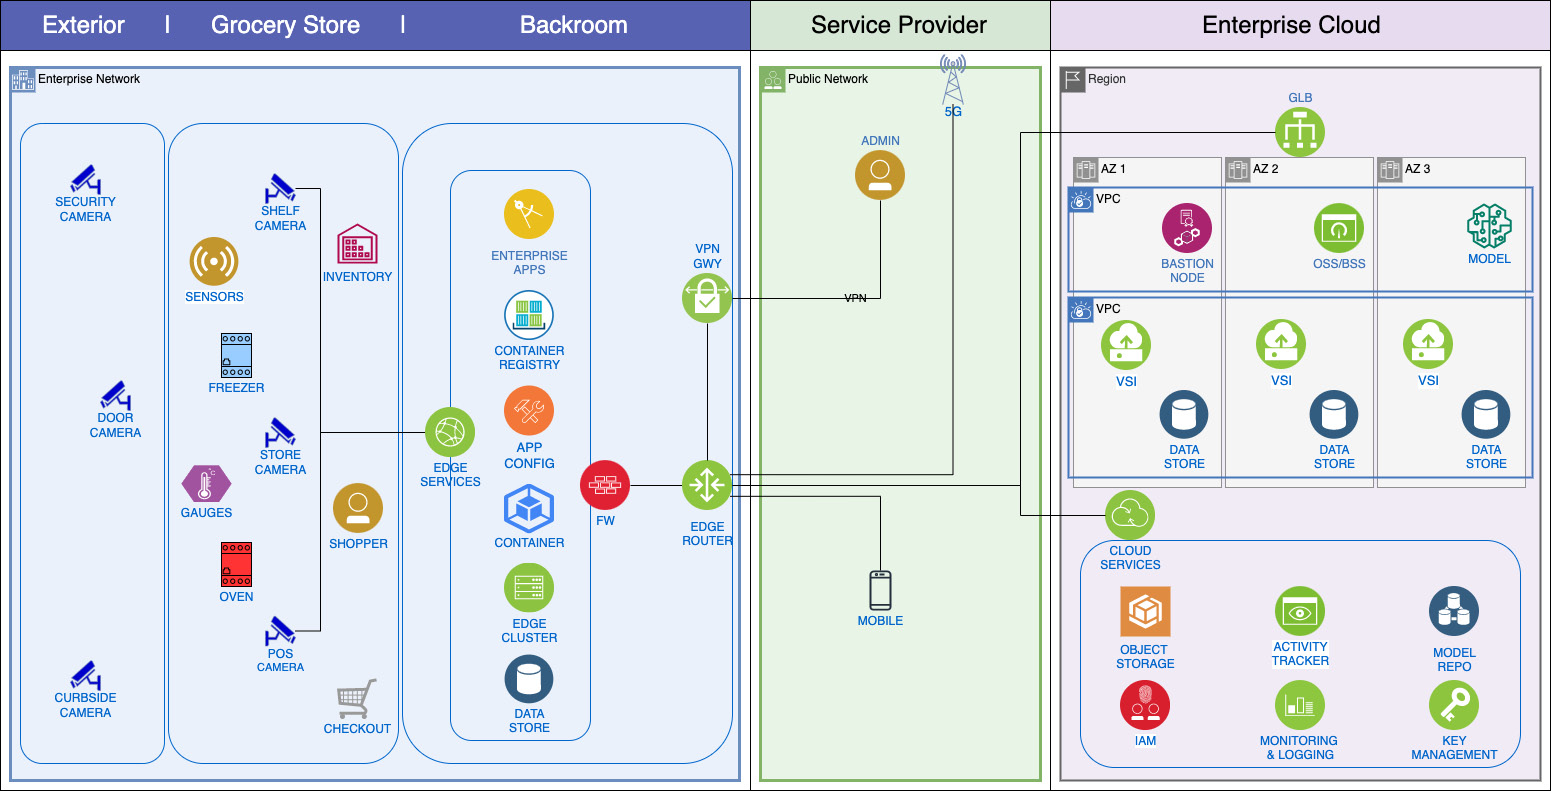 Exterior | Grocery Store | Backroom
Service Provider
Enterprise Cloud
Enterprise Network
SECURITY
CAMERA
DOOR
CAMERA
CURBSIDE
CAMERA
SHELF
CAMERA
SENSORS
INVENTORY
FREEZER
STORE
CAMERA
GAUGES
SHOPPER
OVEN
POS
CAMERA
CHECKOUT
EDGE
SERVICES
ENTERPRISE
APPS
CONTAINER
REGISTRY
APP
CONFIG
CONTAINER
EDGE
CLUSTER
DATA
STORE
FW
VPN
GWY
EDGE
ROUTER
Public Network
5G
ADMIN
VPN
MOBILE
Region
GLB
AZ 1
AZ 2
AZ 3
VPC
BASTION
NODE
OSS/BSS
MODEL
VPC
VSI
VSI
VSI
DATA
STORE
DATA
STORE
DATA
STORE
CLOUD
SERVICES
OBJECT
STORAGE
ACTIVITY
TRACKER
MODEL
REPO
IAM
MONITORING
& LOGGING
KEY
MANAGEMENT